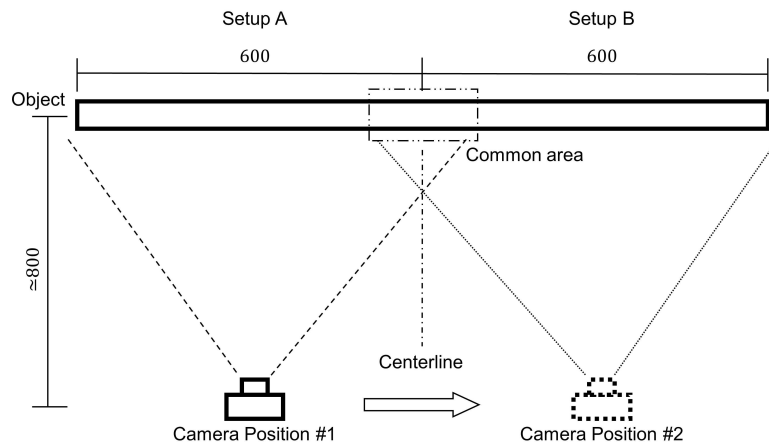 Setup A
Setup B
600
600
Object
Common area
≃800
Centerline
Camera Position #1
Camera Position #2